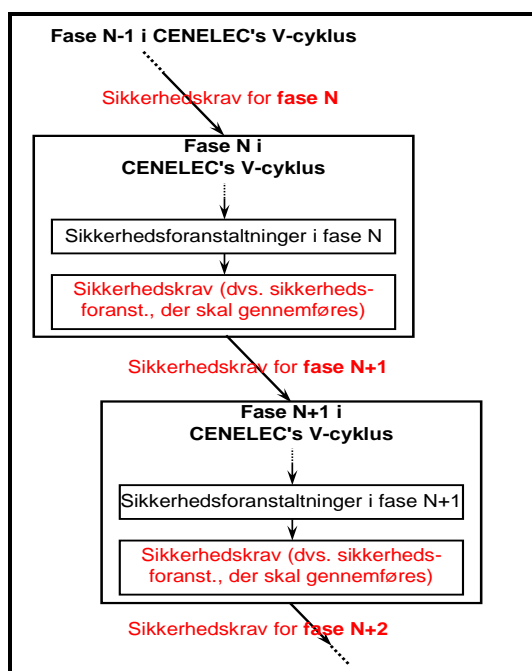 Fase N-1 i CENELEC's V-cyklus
Sikkerhedskrav for fase N
Fase N i
CENELEC's V-cyklus
Sikkerhedsforanstaltninger i fase N
Sikkerhedskrav (dvs. sikkerheds-
foranst., der skal gennemføres)
Sikkerhedskrav for fase N+1
Fase N+1 i
CENELEC's V-cyklus
Sikkerhedsforanstaltninger i fase N+1
Sikkerhedskrav (dvs. sikkerheds-
foranst., der skal gennemføres)
Sikkerhedskrav for fase N+2